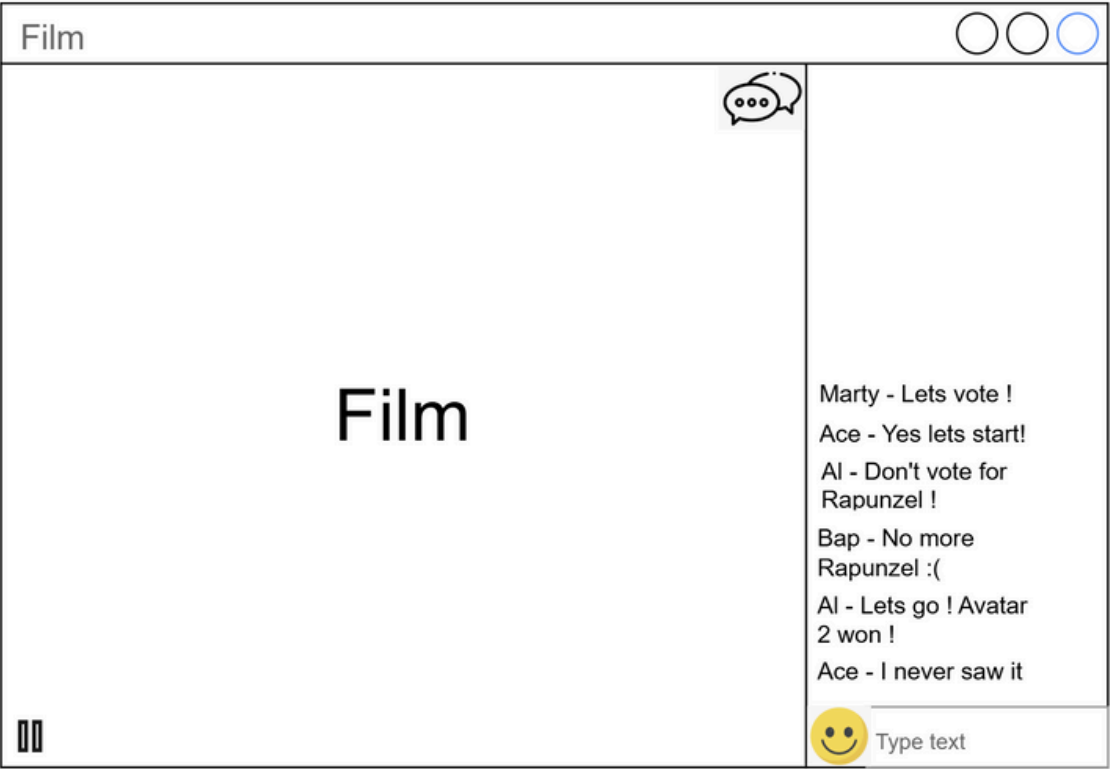 Film
Film
Marty - Lets vote !
Ace - Yes lets start!
Al - Don't vote for
Rapunzel !
Bap - No more
Rapunzel :(
Al - Lets go ! Avatar
2 won !
Ace - I never saw it
Type text